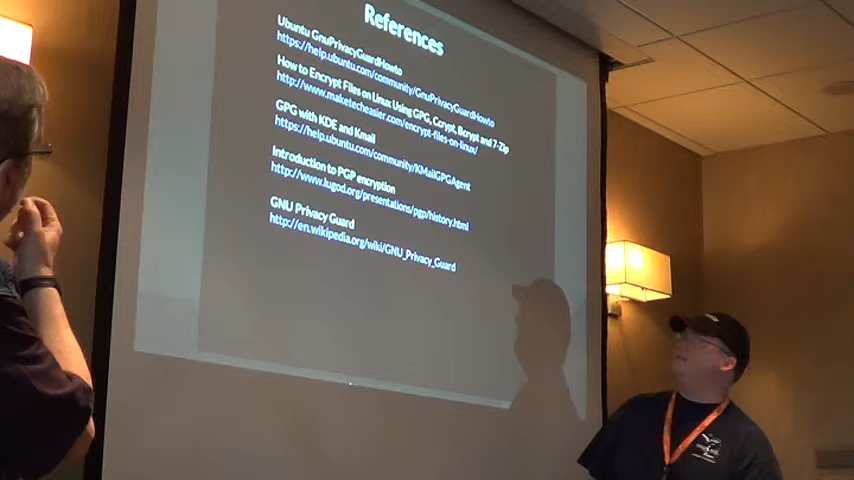 References
Ubuntu GnuPrivacyGuardHowto
https://help.ubuntu.com/community/GnuPrivacyGuardHowto
How to Encrypt Files on Linux Using GPG, Ccrypt, Bcrypt and 7-Zip
http://www.maketecheasier.com/encrypt-files-on-linux/
GPG with KDE and Kmail
https://help.ubuntu.com/community/KMailGPGAgent
Introduction to PGP encryption
http://www.lugod.org/presentations/pgp/history.html
GNU Privacy Guard
http://en.wikipedia.org/wiki/GNU_Privacy_Guard